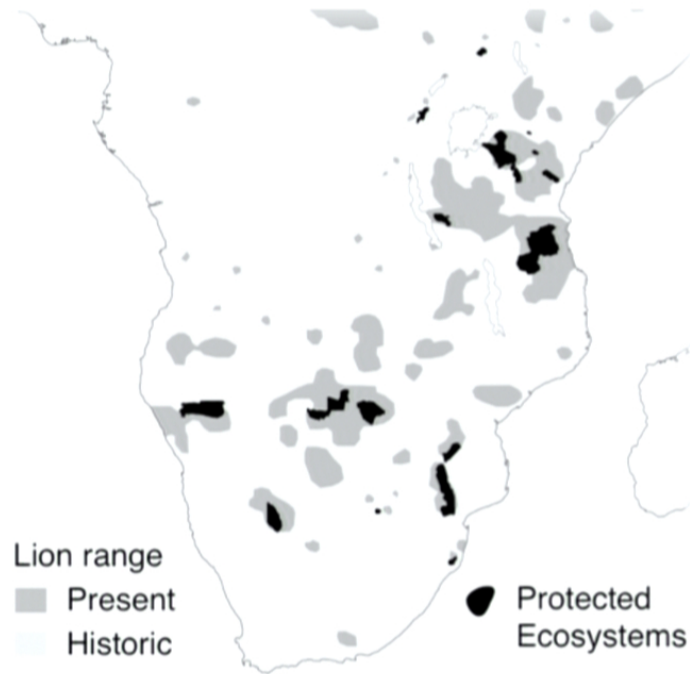 Lion range
Present
Historic
Protected
Ecosystems